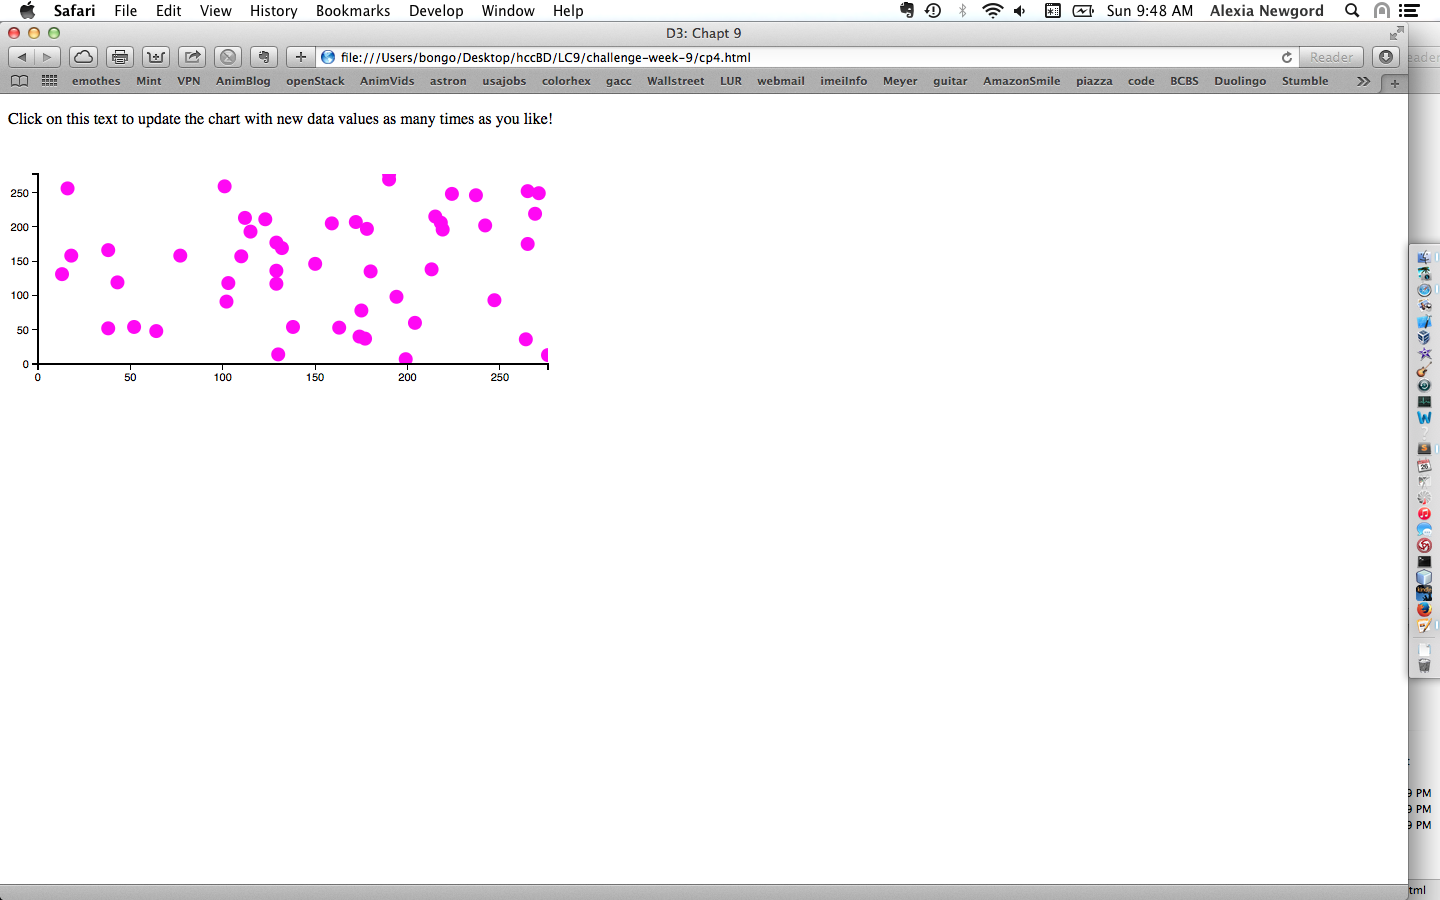 Safari File Edit View History Bookmarks Develop Window Help Sun 9:48 AM Alexia Newgord
D3: Chapt 9
file:///Users/bongo/Desktop/hccBD/LC9/challenge-week-9/cp4.html Reader
emothes Mint VPN AnimBlog openStack AnimVids astron usajobs colorhex gacc Wallstreet LUR webmail imeiInfo Meyer guitar AmazonSmile piazza code BCBS Duolingo Stumble
Click on this text to update the chart with new data values as many times as you like!
250
200
150
100
50
0
0 50 100 150 200 250
9 PM
9 PM
9 PM
tml